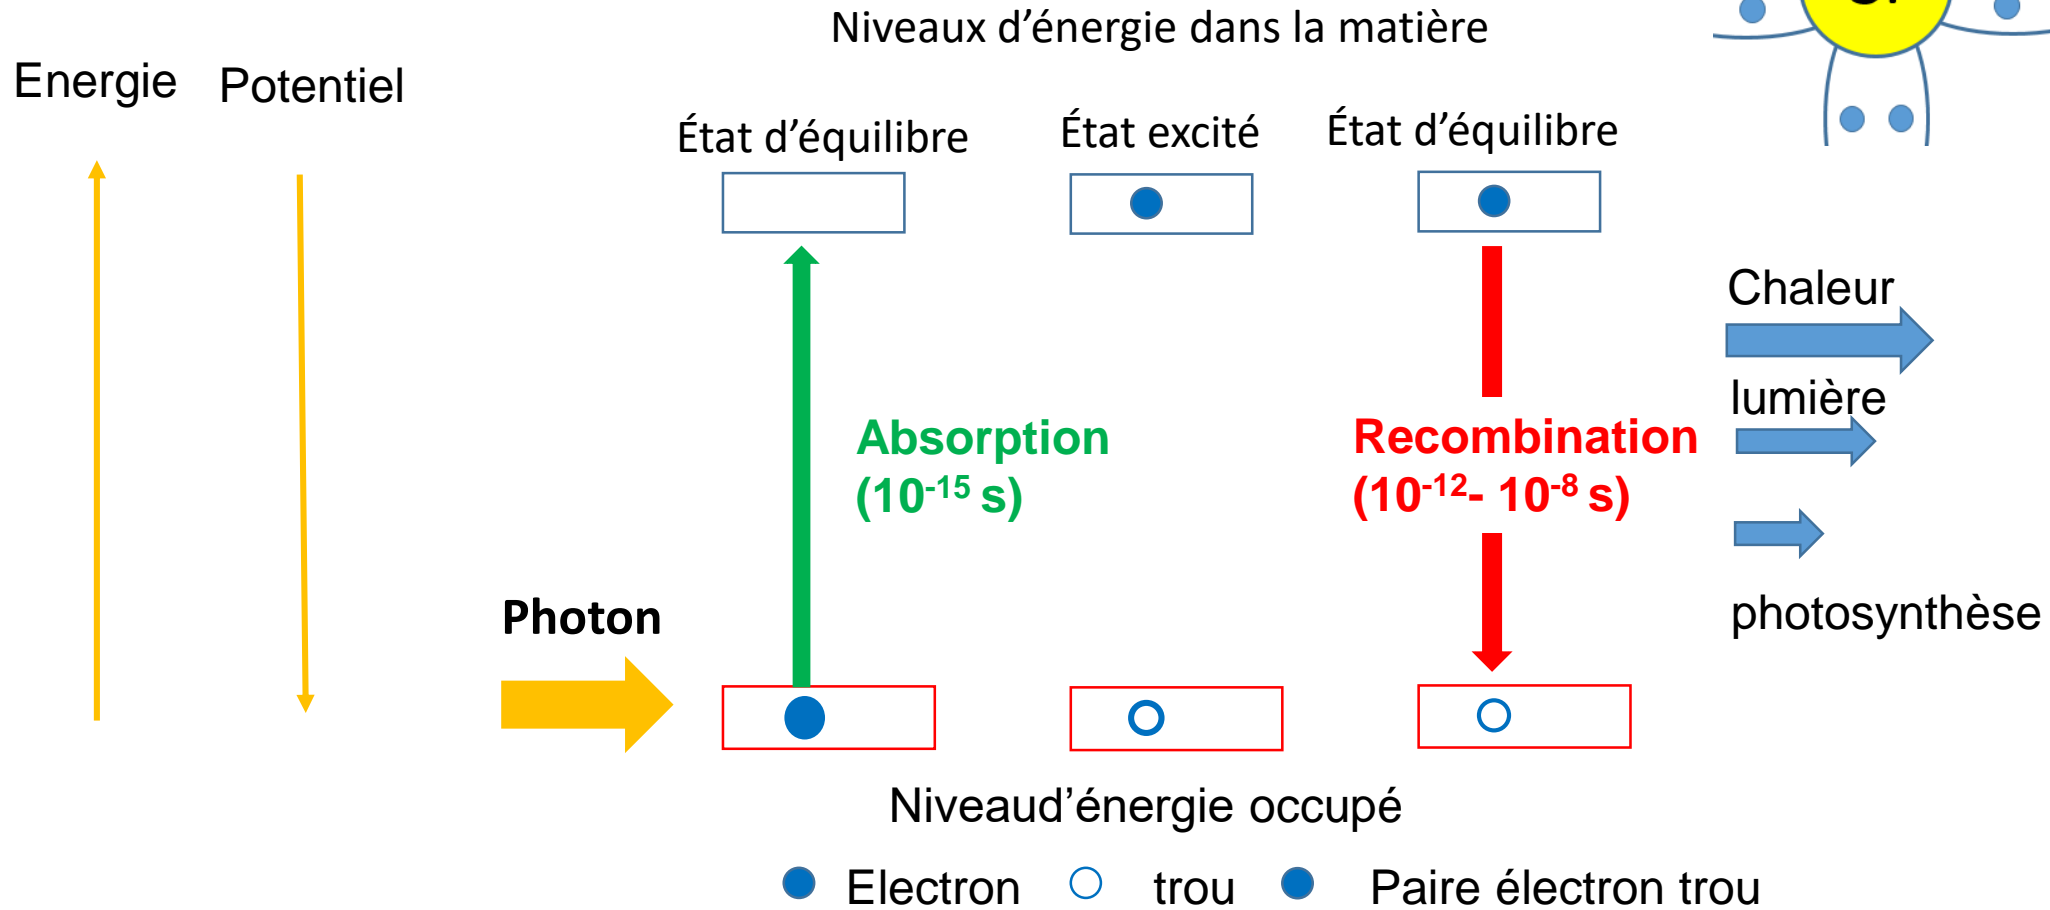 Niveaux d'énergie dans la matière
Energie
Potentiel
État d'équilibre
État excité
État d'équilibre
Chaleur
lumière
Absorption
(10⁻¹⁵ s)
Recombination
(10⁻¹²- 10⁻⁸ s)
Photon
photosynthèse
Niveaud'énergie occupé
Electron
trou
Paire électron trou